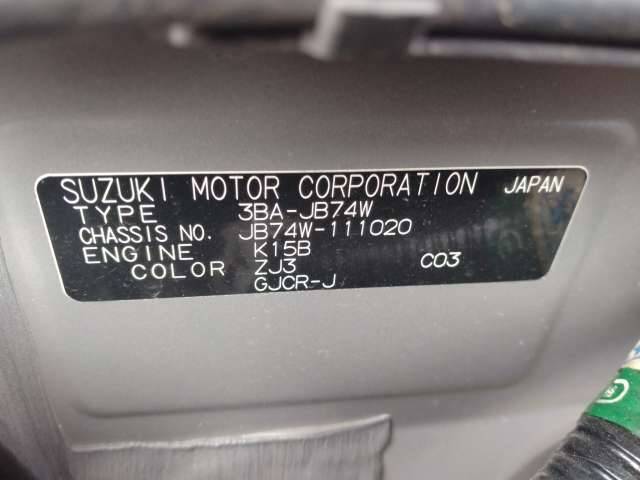 SUZUKI MOTOR CORPORATION JAPAN
TYPE 3BA-JB74W
CHASSIS NO. JB74W-111020
ENGINE K15B
COLOR ZJ3 C03
GJCR-J